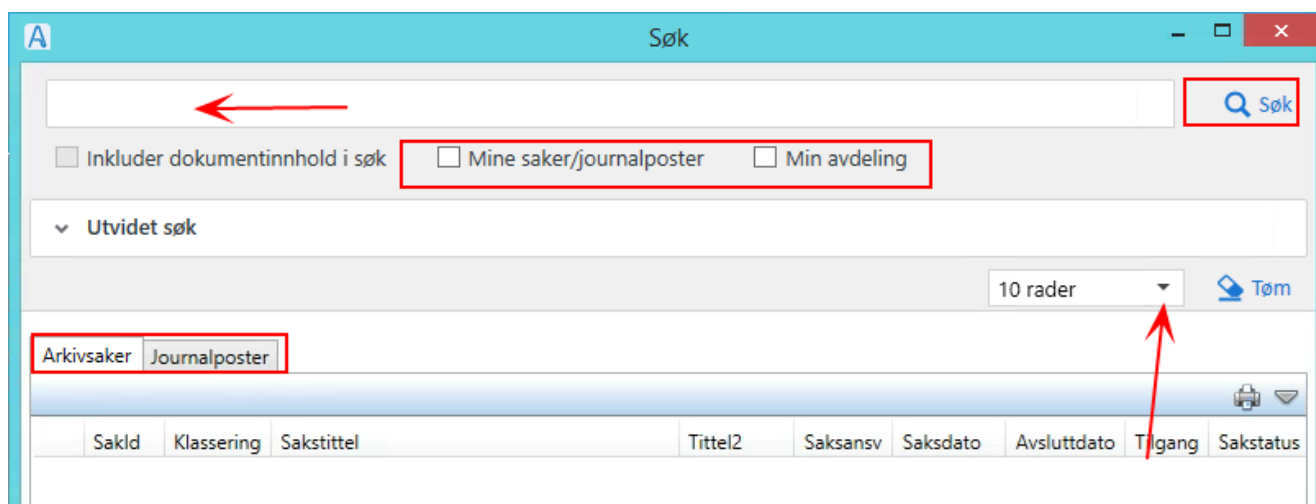 Søk
Søk
Inkluder dokumentinnhold i søk Mine saker/journalposter Min avdeling
Utvidet søk
10 rader Tøm
Arkivsaker Journalposter
SakId Klassering Sakstittel Tittel2 Saksansv Saksdato Avsluttdato Tilgang Sakstatus